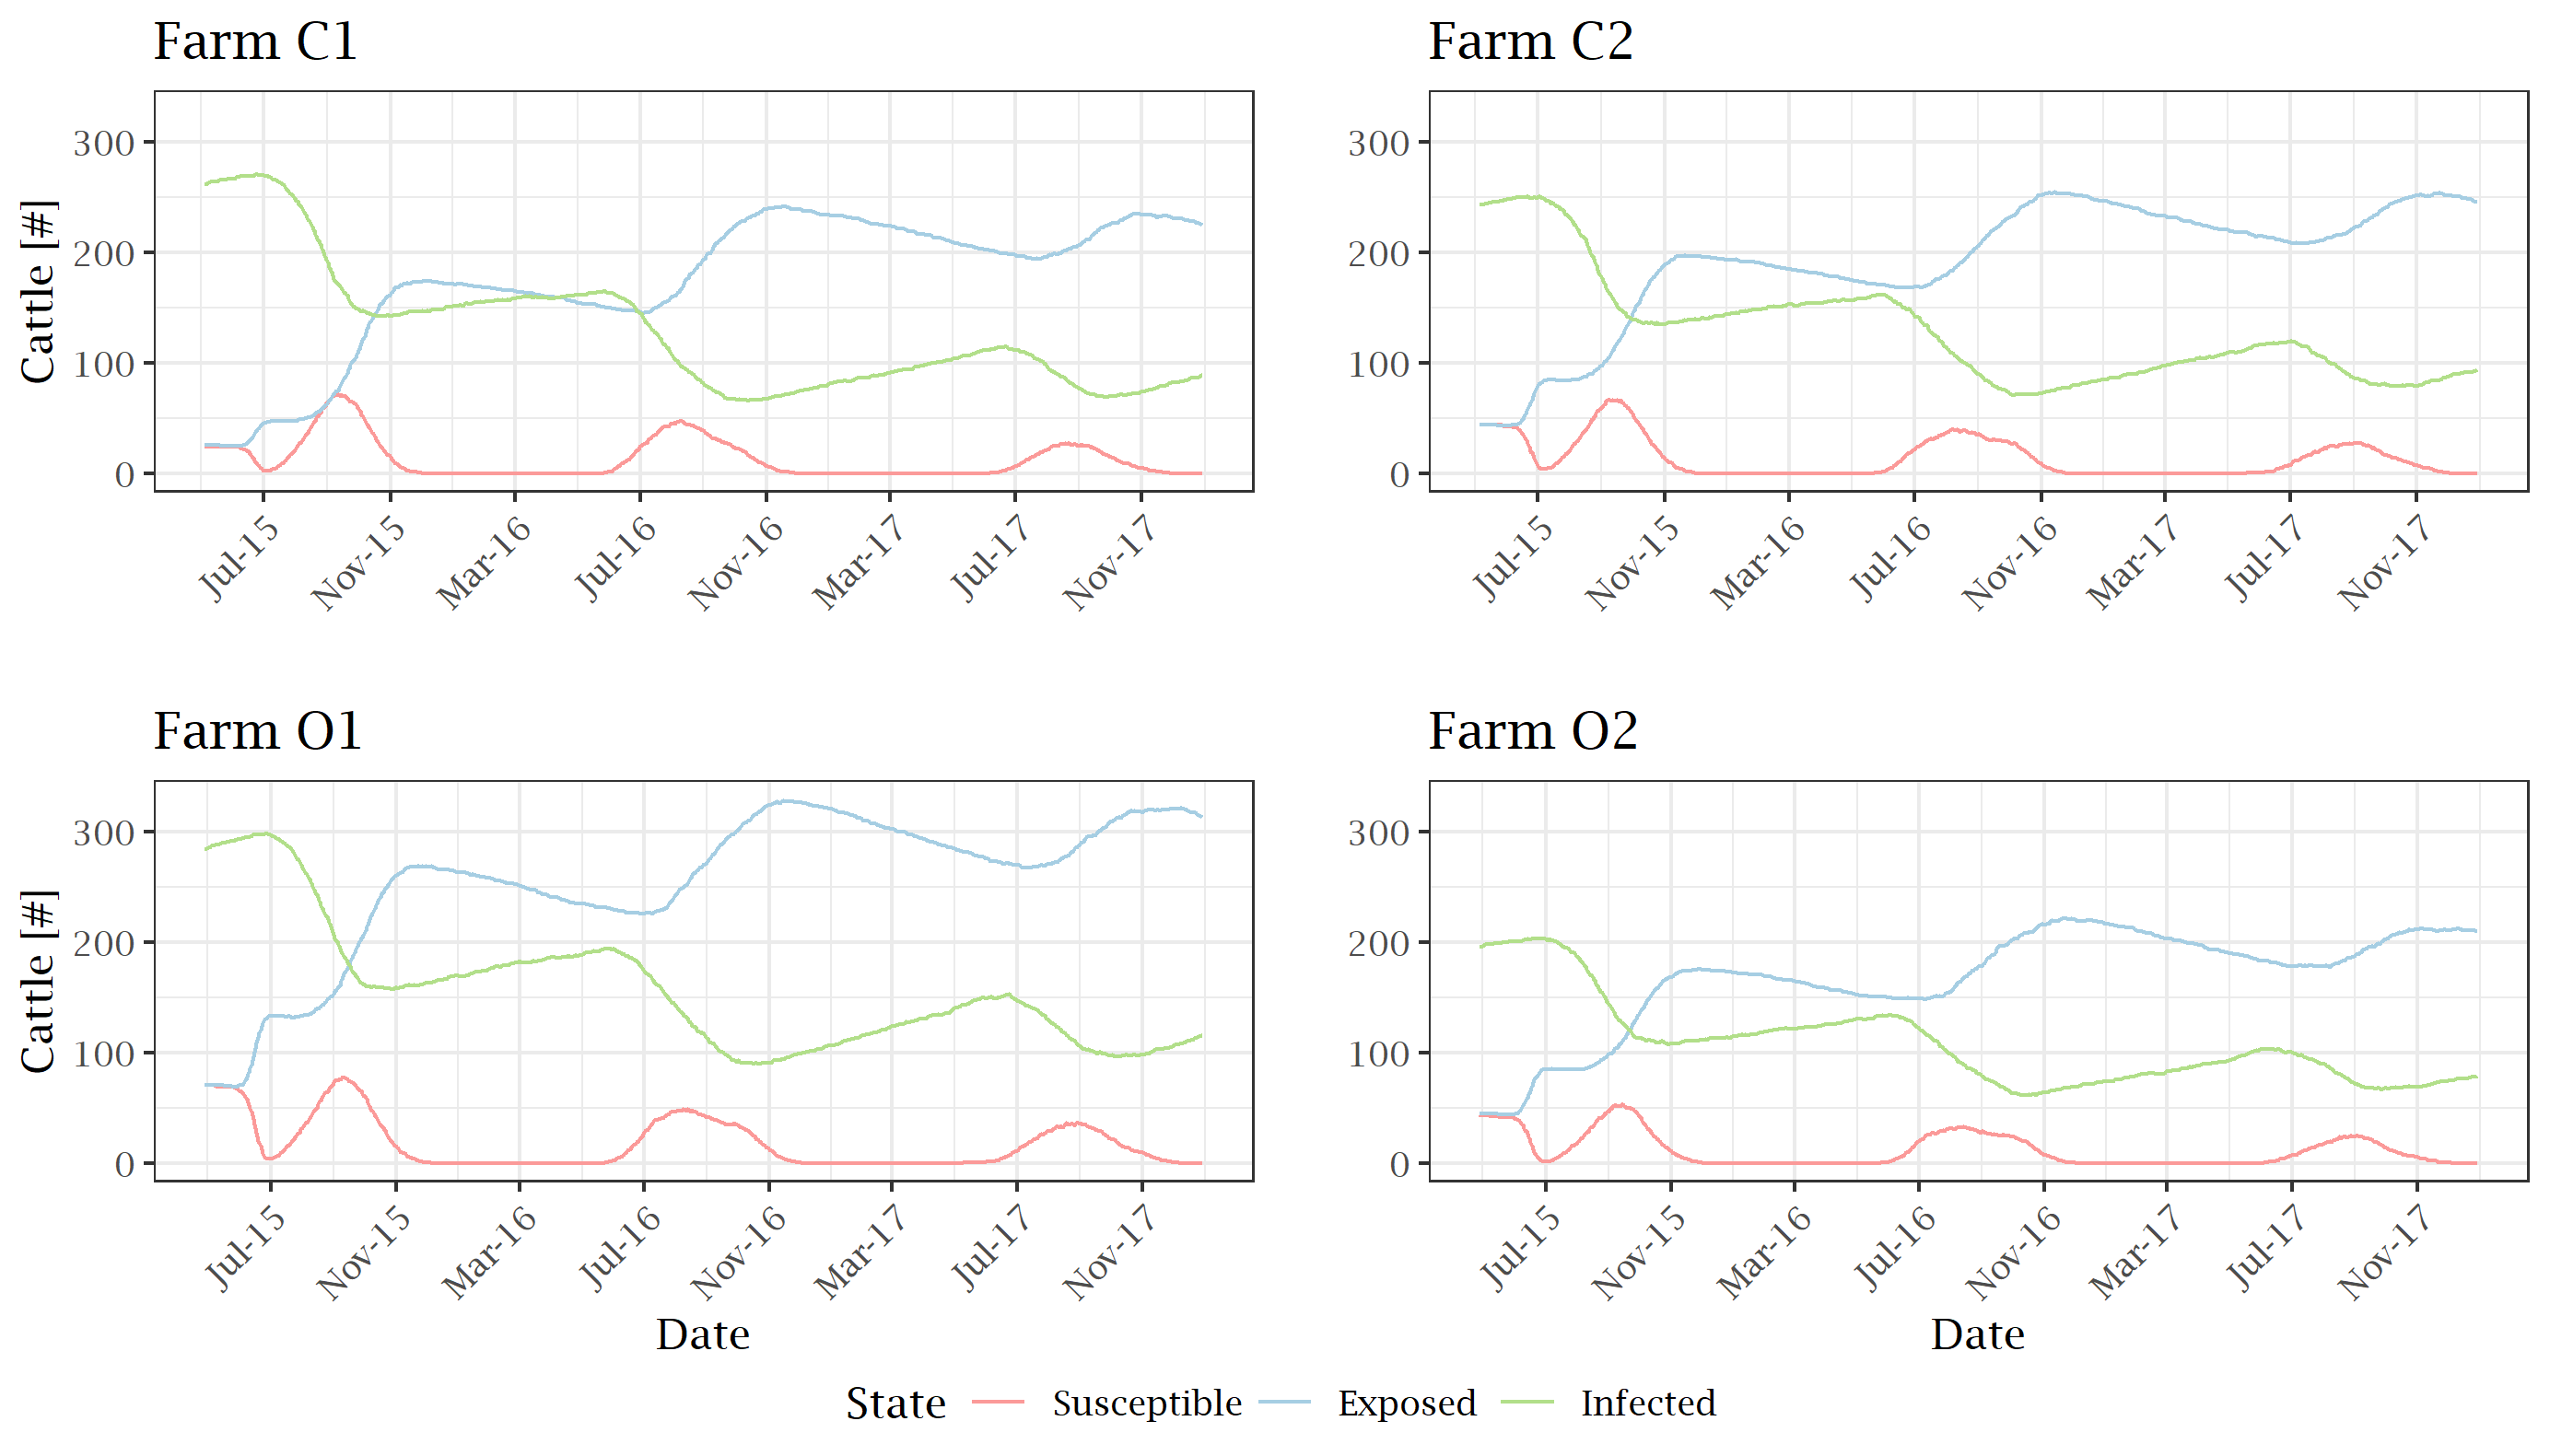 Farm C1
Farm C2
Cattle [#]
300
200
100
0
300
200
100
0
Jul-15 Nov-15 Mar-16 Jul-16 Nov-16 Mar-17 Jul-17 Nov-17
Jul-15 Nov-15 Mar-16 Jul-16 Nov-16 Mar-17 Jul-17 Nov-17
Farm O1
Farm O2
Cattle [#]
300
200
100
0
300
200
100
0
Jul-15 Nov-15 Mar-16 Jul-16 Nov-16 Mar-17 Jul-17 Nov-17
Jul-15 Nov-15 Mar-16 Jul-16 Nov-16 Mar-17 Jul-17 Nov-17
Date
Date
State Susceptible Exposed Infected